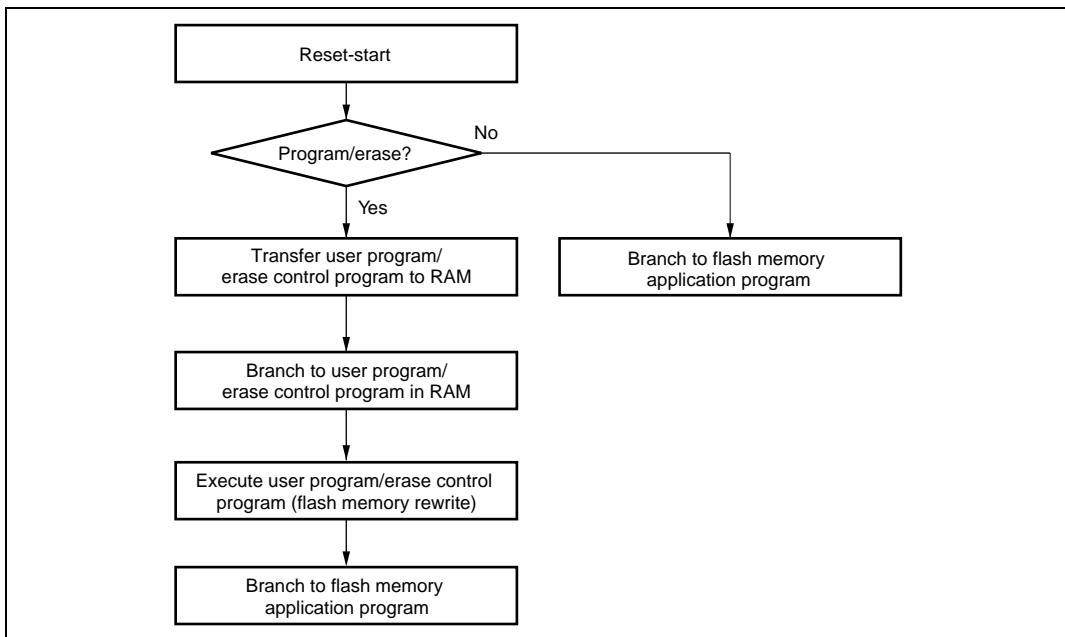 Reset-start
Program/erase?
No
Yes
Transfer user program/
erase control program to RAM
Branch to flash memory
application program
Branch to user program/
erase control program in RAM
Execute user program/erase control
program (flash memory rewrite)
Branch to flash memory
application program